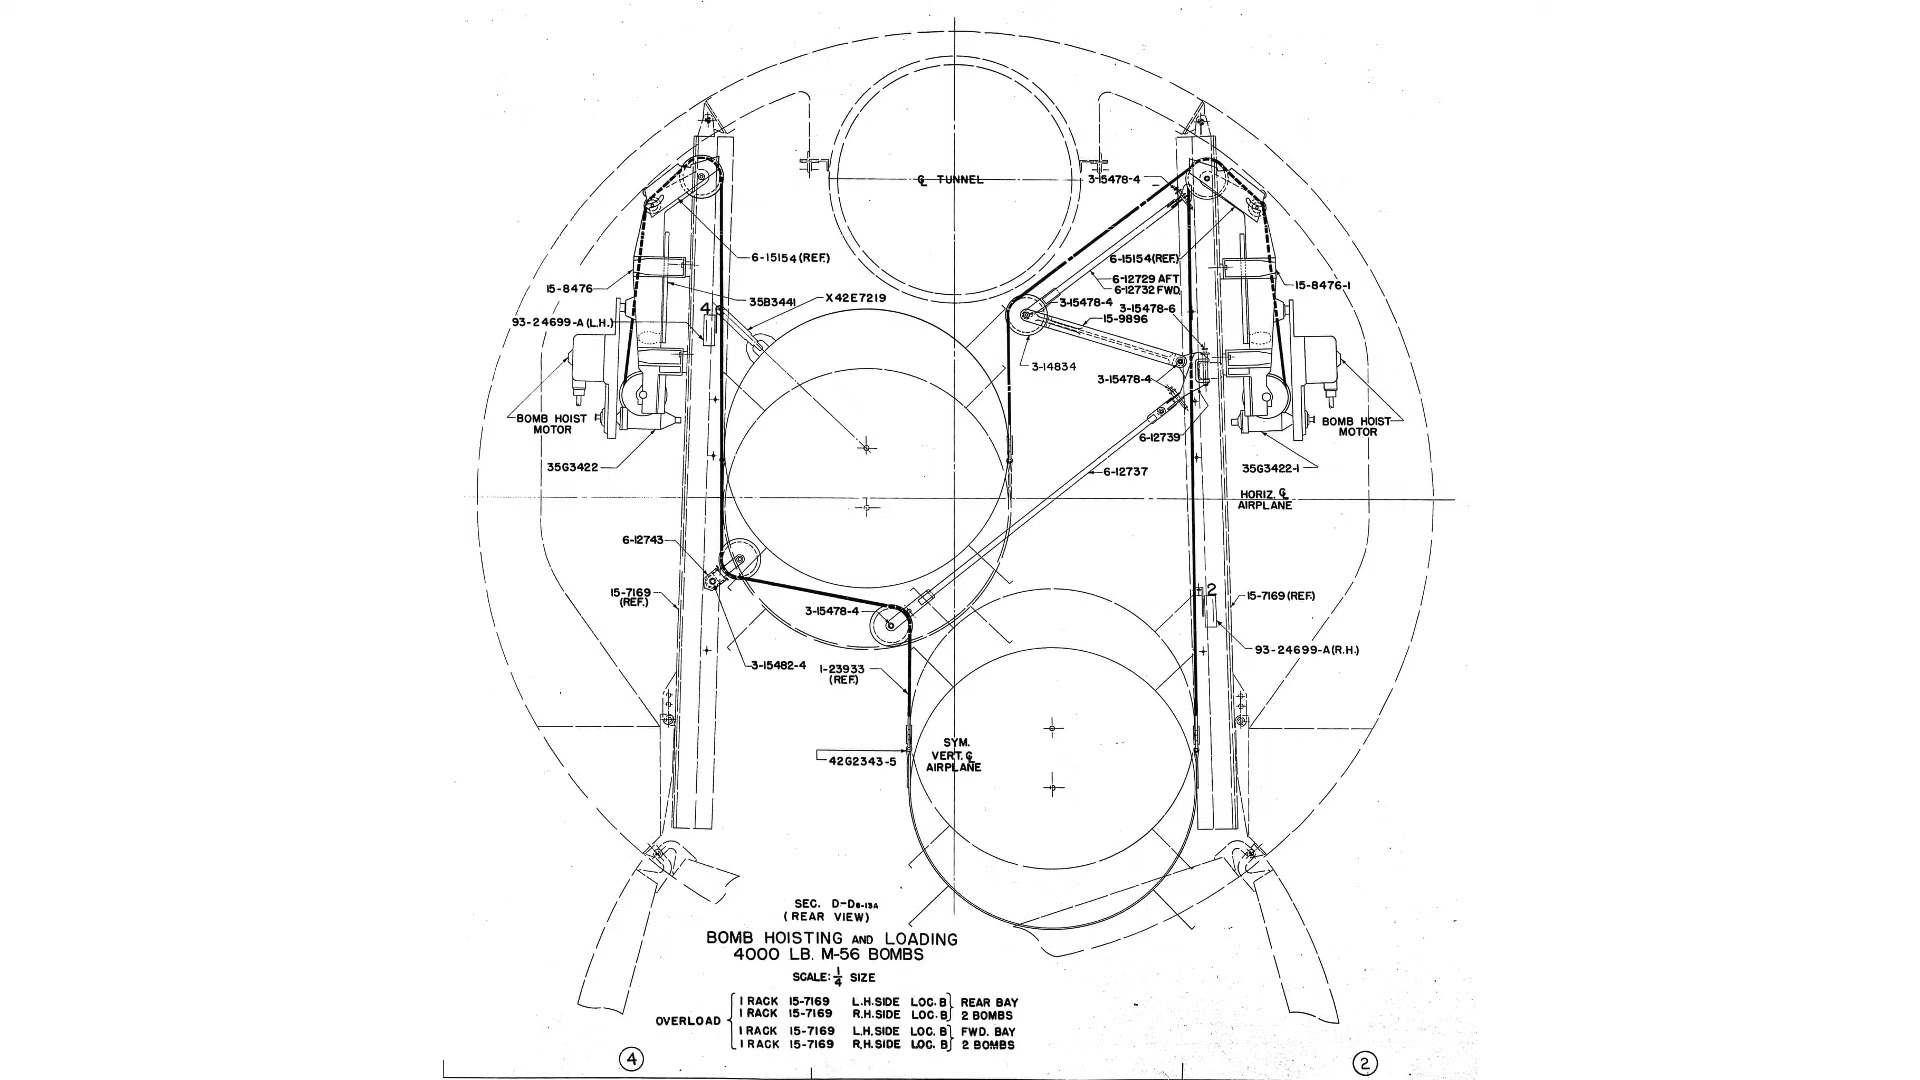 ℄ TUNNEL
3-15478-4
6-15154 (REF.)
6-15154 (REF.)
6-12729 AFT
6-12732 FWD
15-8476
15-8476-1
35B3441
X42E7219
3-15478-4
3-15478-6
15-9896
93-24699-A (L.H.)
4
3-14834
3-15478-4
BOMB HOIST
MOTOR
BOMB HOIST
MOTOR
6-12739
35G3422
6-12737
35G3422-1
HORIZ. ℄
AIRPLANE
6-12743
15-7169
(REF.)
2
15-7169 (REF.)
3-15478-4
93-24699-A (R.H.)
3-15482-4
1-23933
(REF.)
SYM.
VERT. ℄
AIRPLANE
42G2343-5
SEC. D-D8-13A
(REAR VIEW)
BOMB HOISTING AND LOADING
4000 LB. M-56 BOMBS
SCALE: 1/4 SIZE
OVERLOAD
1 RACK 15-7169 L.H. SIDE LOC. B REAR BAY
1 RACK 15-7169 R.H. SIDE LOC. B 2 BOMBS
1 RACK 15-7169 L.H. SIDE LOC. B FWD. BAY
1 RACK 15-7169 R.H. SIDE LOC. B 2 BOMBS
4
2